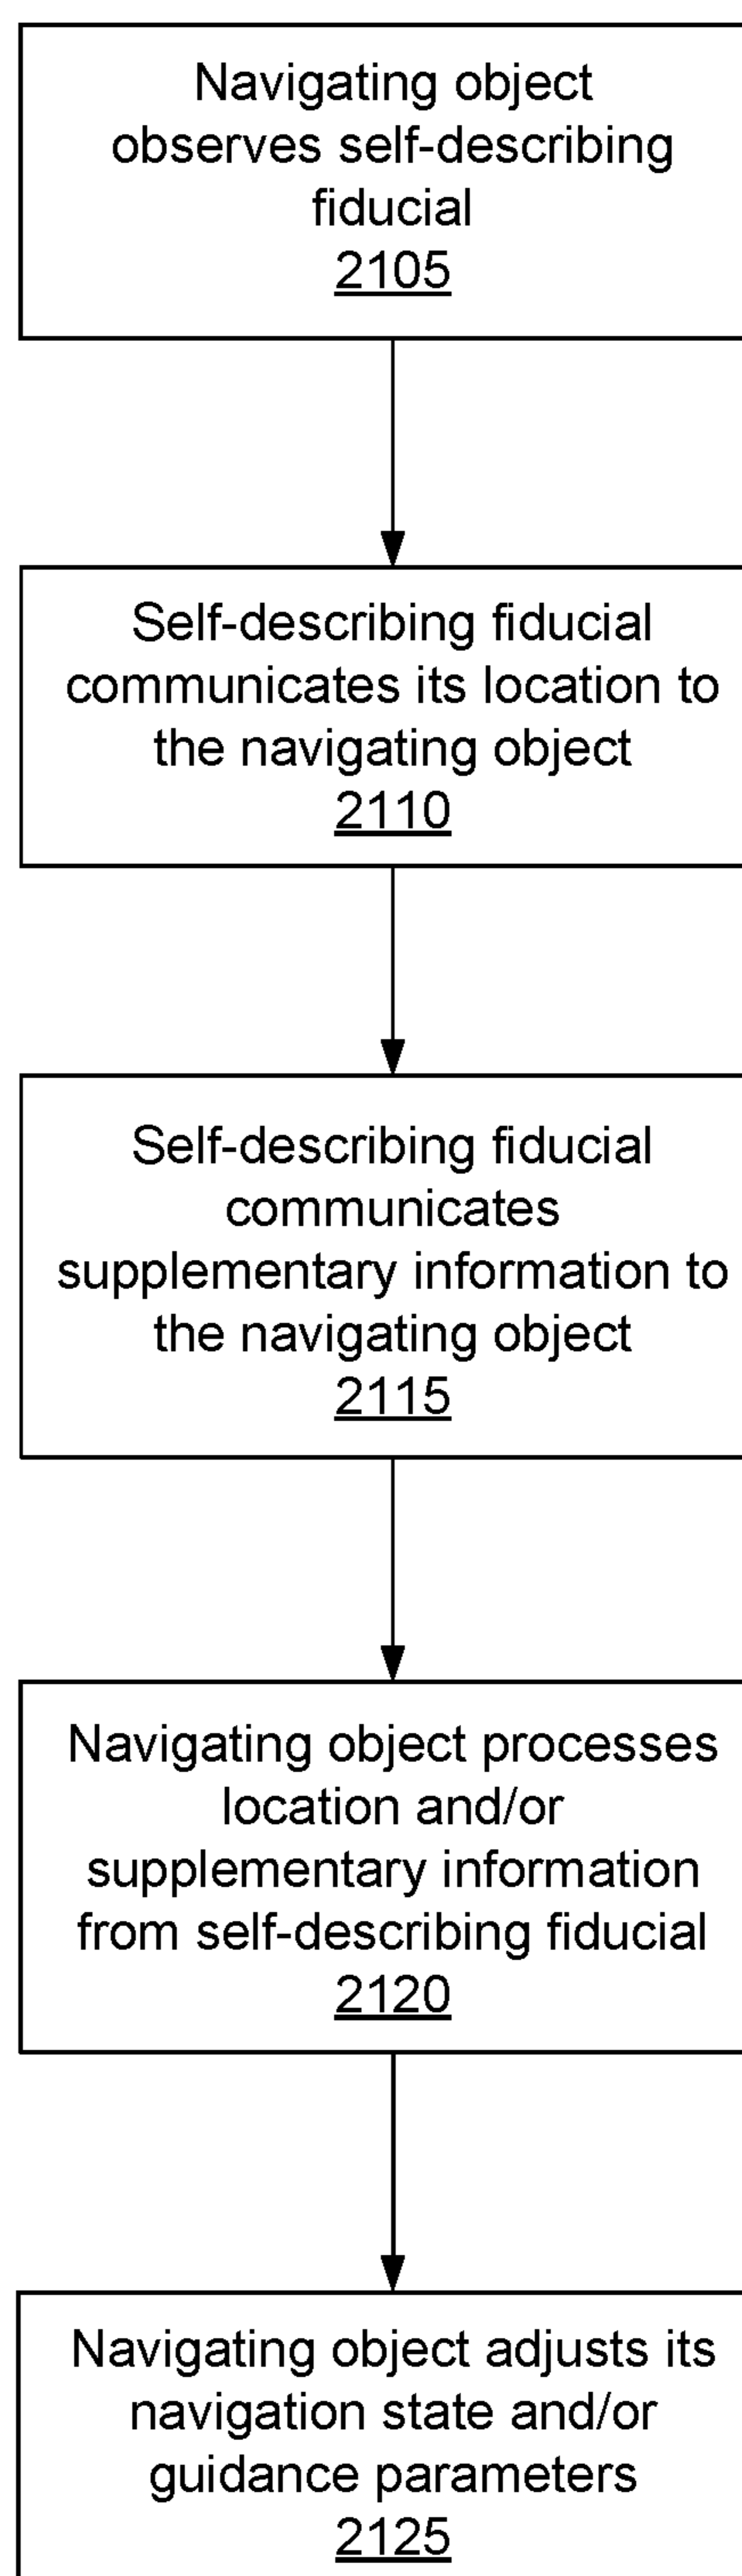 Navigating object
observes self-describing
fiducial
2105
Self-describing fiducial
communicates its location to
the navigating object
2110
Self-describing fiducial
communicates
supplementary information to
the navigating object
2115
Navigating object processes
location and/or
supplementary information
from self-describing fiducial
2120
Navigating object adjusts its
navigation state and/or
guidance parameters
2125